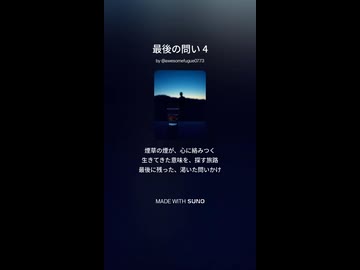 最後の問い 4
by @awesomefugue0773
煙草の煙が、心に絡みつく
生きてきた意味を、探す旅路
最後に残った、渇いた問いかけ
MADE WITH SUNO